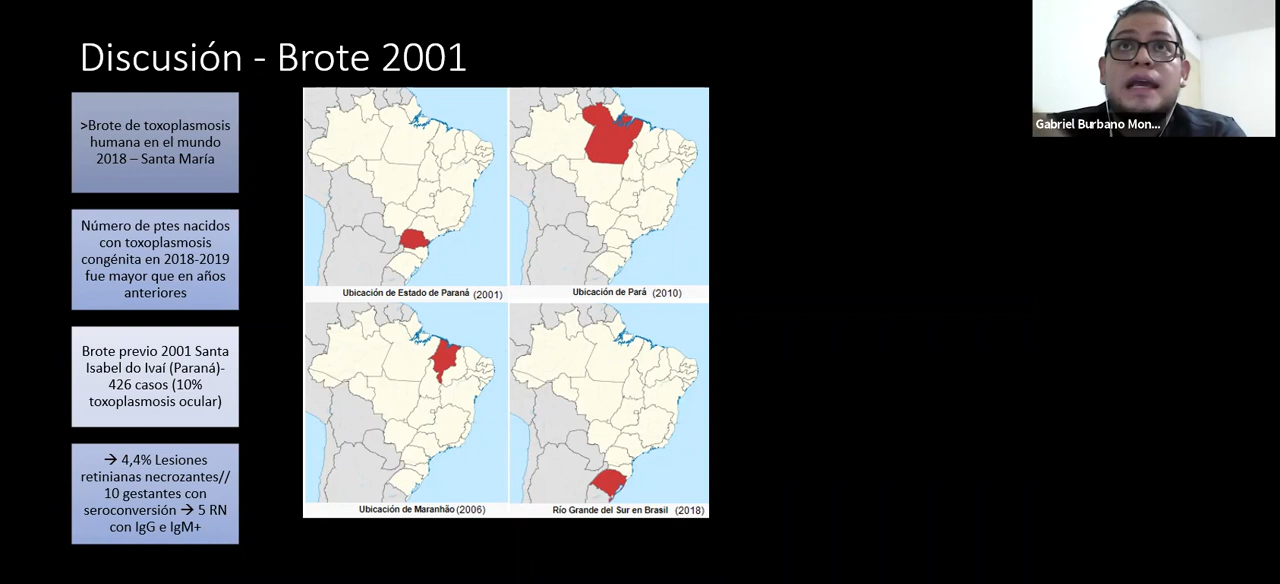 Discusión - Brote 2001
>Brote de toxoplasmosis
humana en el mundo
2018 – Santa María
Número de ptes nacidos
con toxoplasmosis
congénita en 2018-2019
fue mayor que en años
anteriores
Brote previo 2001 Santa
Isabel do Ivaí (Paraná)-
426 casos (10%
toxoplasmosis ocular)
→ 4,4% Lesiones
retinianas necrozantes//
10 gestantes con
seroconversión → 5 RN
con IgG e IgM+
Ubicación de Estado de Paraná (2001)
Ubicación de Pará (2010)
Ubicación de Maranhão (2006)
Río Grande del Sur en Brasil (2018)
Gabriel Burbano Mon...